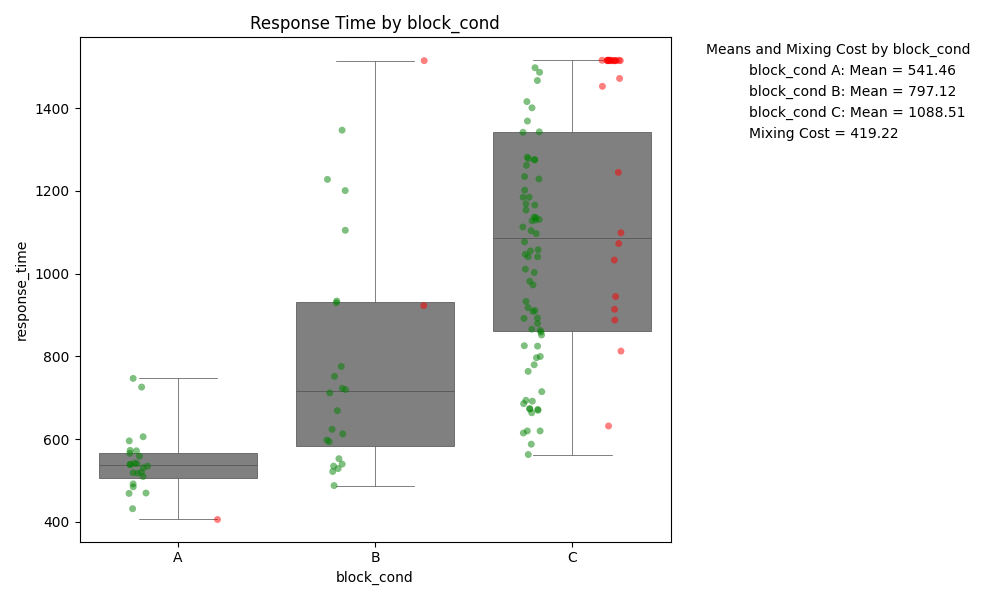 Response Time by block_cond
Means and Mixing Cost by block_cond
block_cond A: Mean = 541.46
block_cond B: Mean = 797.12
block_cond C: Mean = 1088.51
Mixing Cost = 419.22
response_time
1400
1200
1000
800
600
400
A B C
block_cond